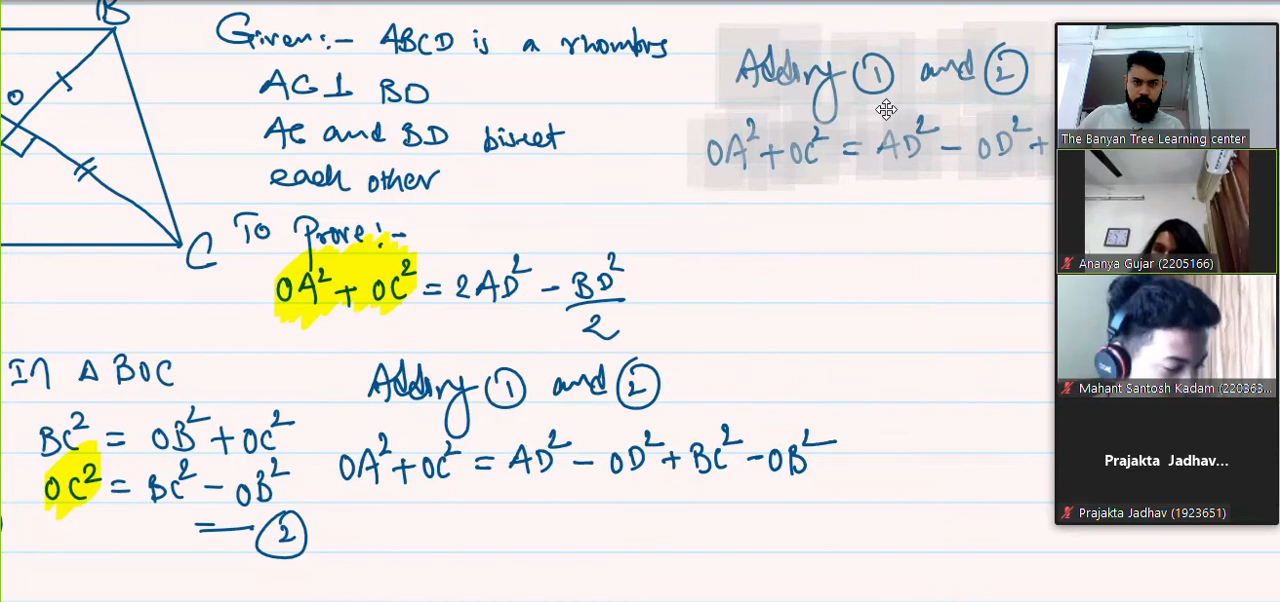 B
O
C
Given:- ABCD is a rhombus
AC ⊥ BD
AC and BD bisect
each other
To Prove:-
OA² + OC² = 2AD² - BD²/2
In Δ BOC
BC² = OB² + OC²
OC² = BC² - OB²
= ②
Adding ① and ②
OA² + OC² = AD² - OD² + BC² - OB²
Adding ① and ②
OA² + OC² = AD² - OD² +
The Banyan Tree Learning center
Ananya Gujar (2205166)
Mahant Santosh Kadam (220363...
Prajakta Jadhav...
Prajakta Jadhav (1923651)